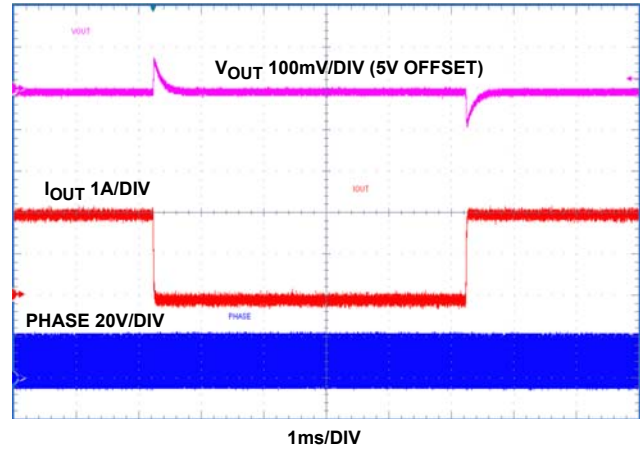 VOUT
VOUT 100mV/DIV (5V OFFSET)
IOUT 1A/DIV
IOUT
PHASE 20V/DIV
PHASE
1ms/DIV